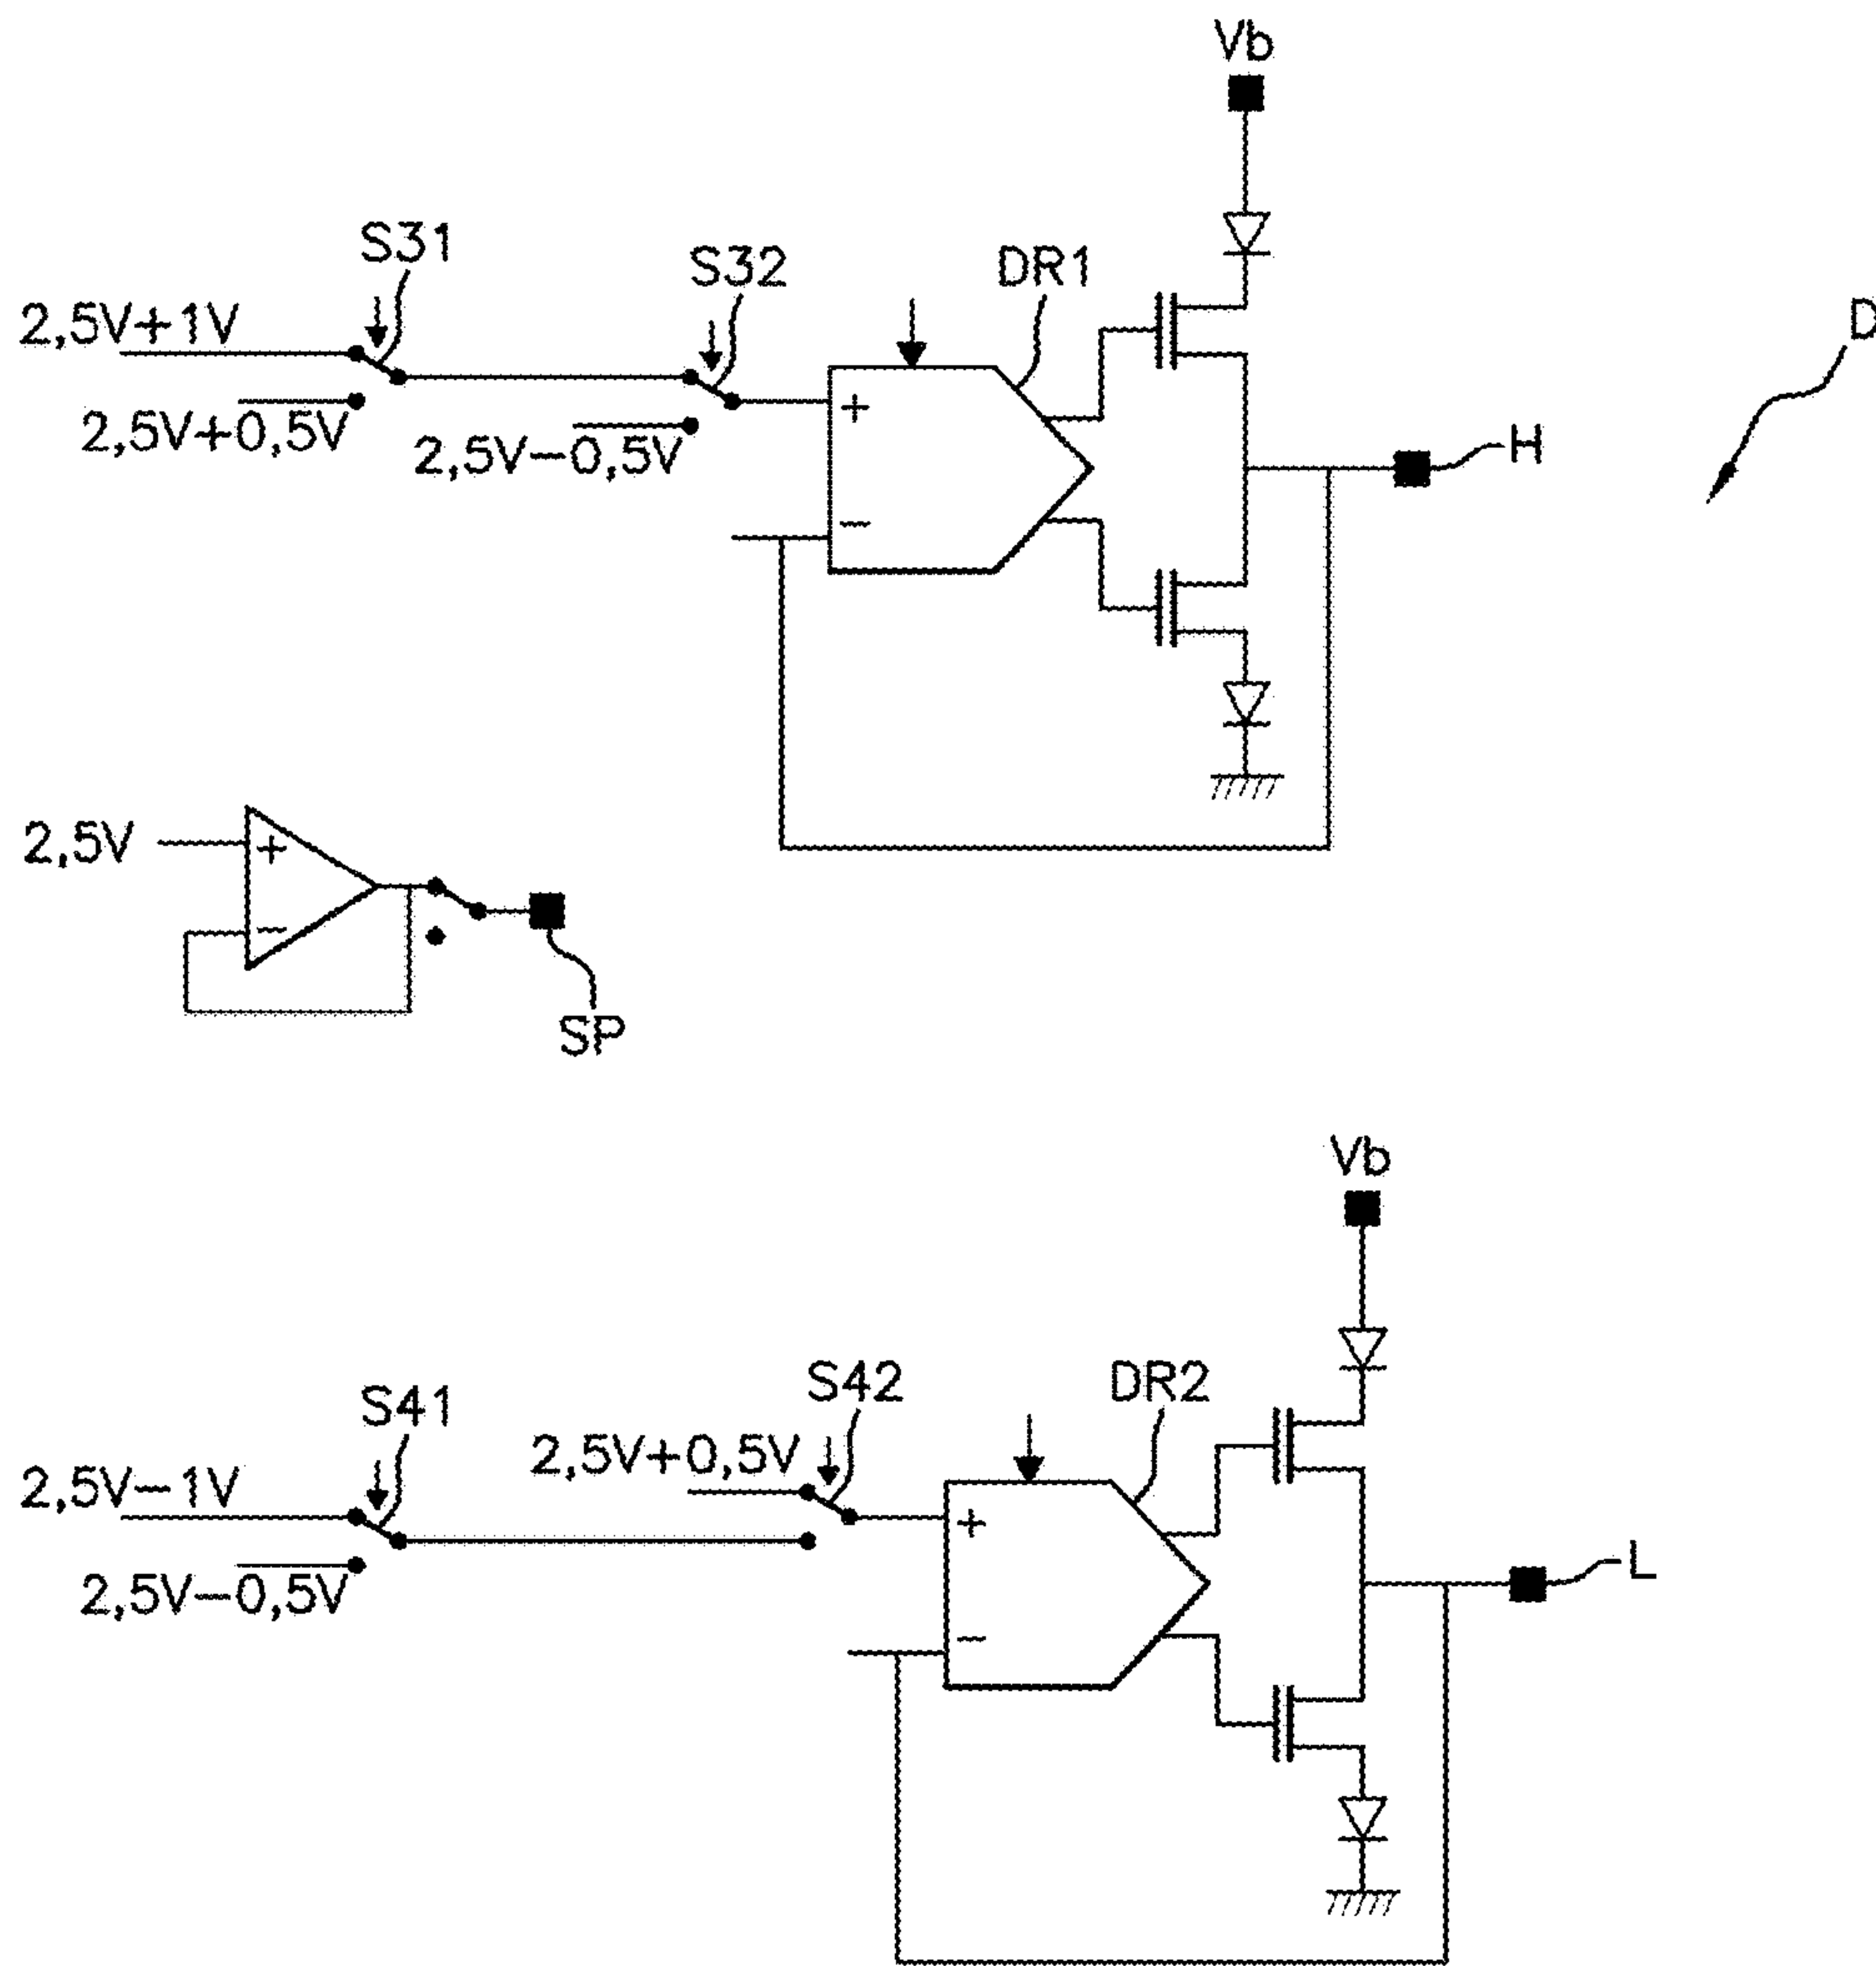 Vb
S31
S32
DR1
D
2,5V+1V
2,5V+0,5V
2,5V−0,5V
+
−
H
2,5V
+
−
SP
Vb
S41
S42
DR2
2,5V+0,5V
2,5V−1V
2,5V−0,5V
+
−
L